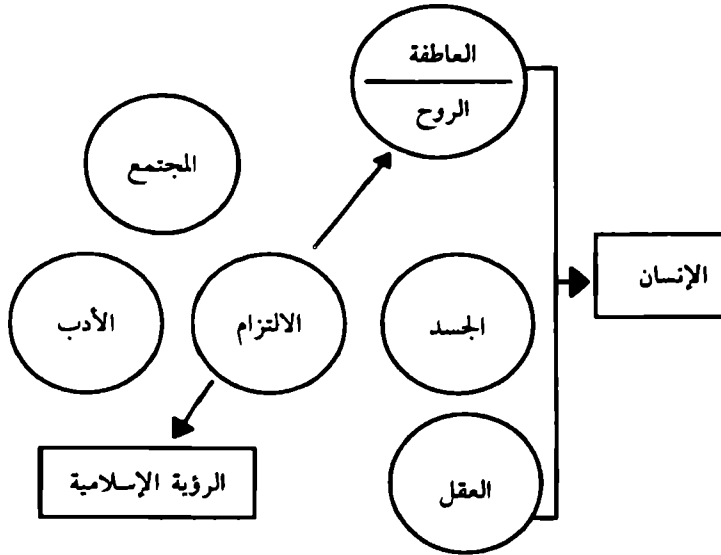 العاطفة
الروح
المجتمع
الإنسان
الجسد
الالتزام
الأدب
الرؤية الإسلامية
العقل